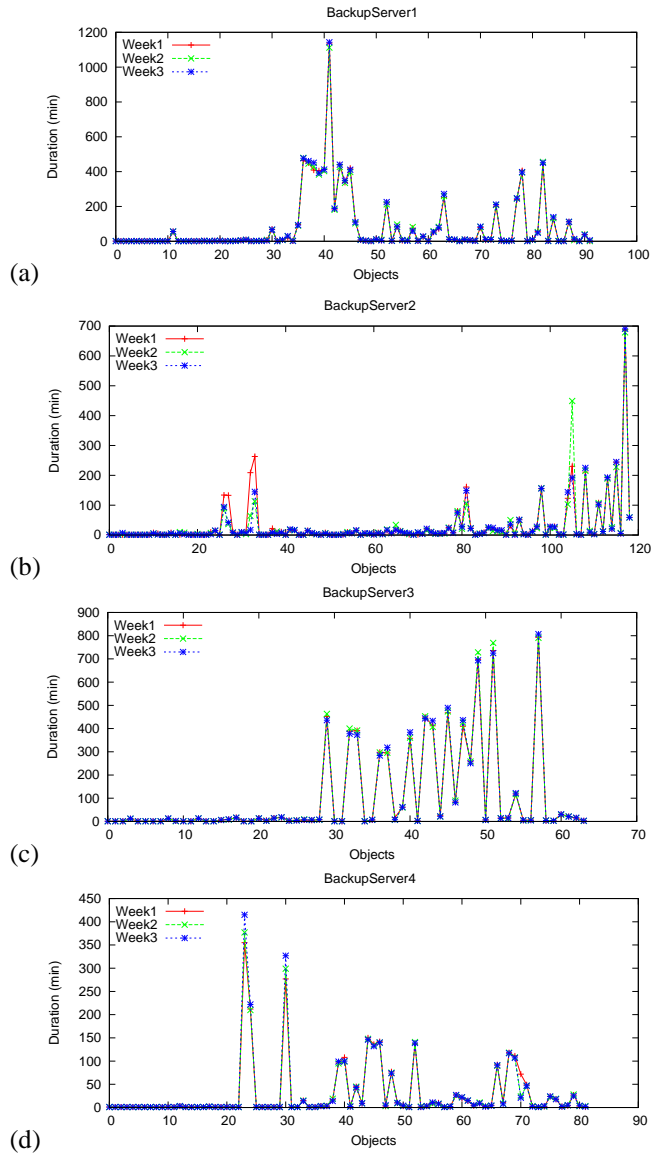 BackupServer1
1200
1000
800
600
400
200
0
Duration (min)
Week1
Week2
Week3
0 10 20 30 40 50 60 70 80 90 100
Objects
(a)
BackupServer2
700
600
500
400
300
200
100
0
Duration (min)
Week1
Week2
Week3
0 20 40 60 80 100 120
Objects
(b)
BackupServer3
900
800
700
600
500
400
300
200
100
0
Duration (min)
Week1
Week2
Week3
0 10 20 30 40 50 60 70
Objects
(c)
BackupServer4
450
400
350
300
250
200
150
100
50
0
Duration (min)
Week1
Week2
Week3
0 10 20 30 40 50 60 70 80 90
Objects
(d)